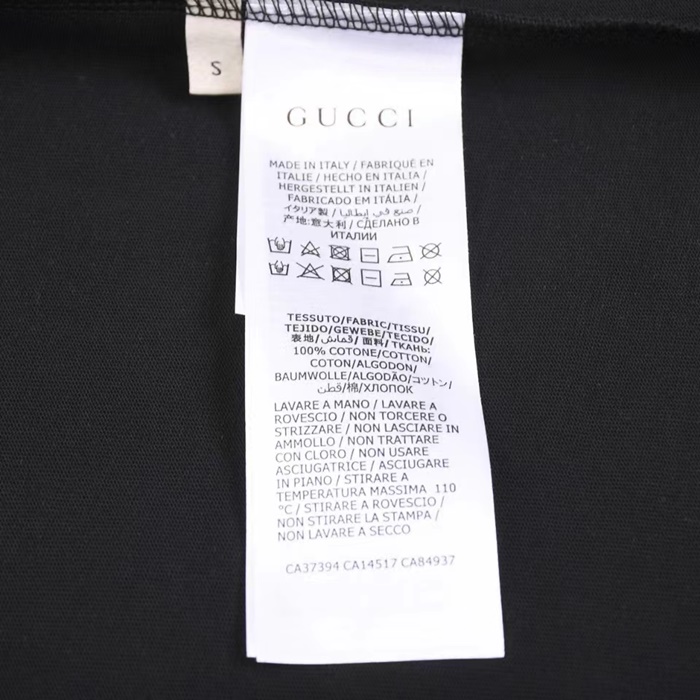 S
GUCCI
MADE IN ITALY / FABRIQUÉ EN
ITALIE / HECHO EN ITALIA /
HERGESTELLT IN ITALIEN /
FABRICADO EM ITÁLIA /
イタリア製 / صنع في إيطاليا /
产地:意大利 / СДЕЛАНО В
ИТАЛИИ
TESSUTO/FABRIC/TISSU/
TEJIDO/GEWEBE/TECIDO/
表地/قماش/面料/ТКАНЬ:
100% COTONE/COTTON/
COTON/ALGODON/
BAUMWOLLE/ALGODÃO/コットン/
قطن/棉/ХЛОПОК
LAVARE A MANO / LAVARE A
ROVESCIO / NON TORCERE O
STRIZZARE / NON LASCIARE IN
AMMOLLO / NON TRATTARE
CON CLORO / NON USARE
ASCIUGATRICE / ASCIUGARE
IN PIANO / STIRARE A
TEMPERATURA MASSIMA 110
°C / STIRARE A ROVESCIO /
NON STIRARE LA STAMPA /
NON LAVARE A SECCO
CA37394 CA14517 CA84937